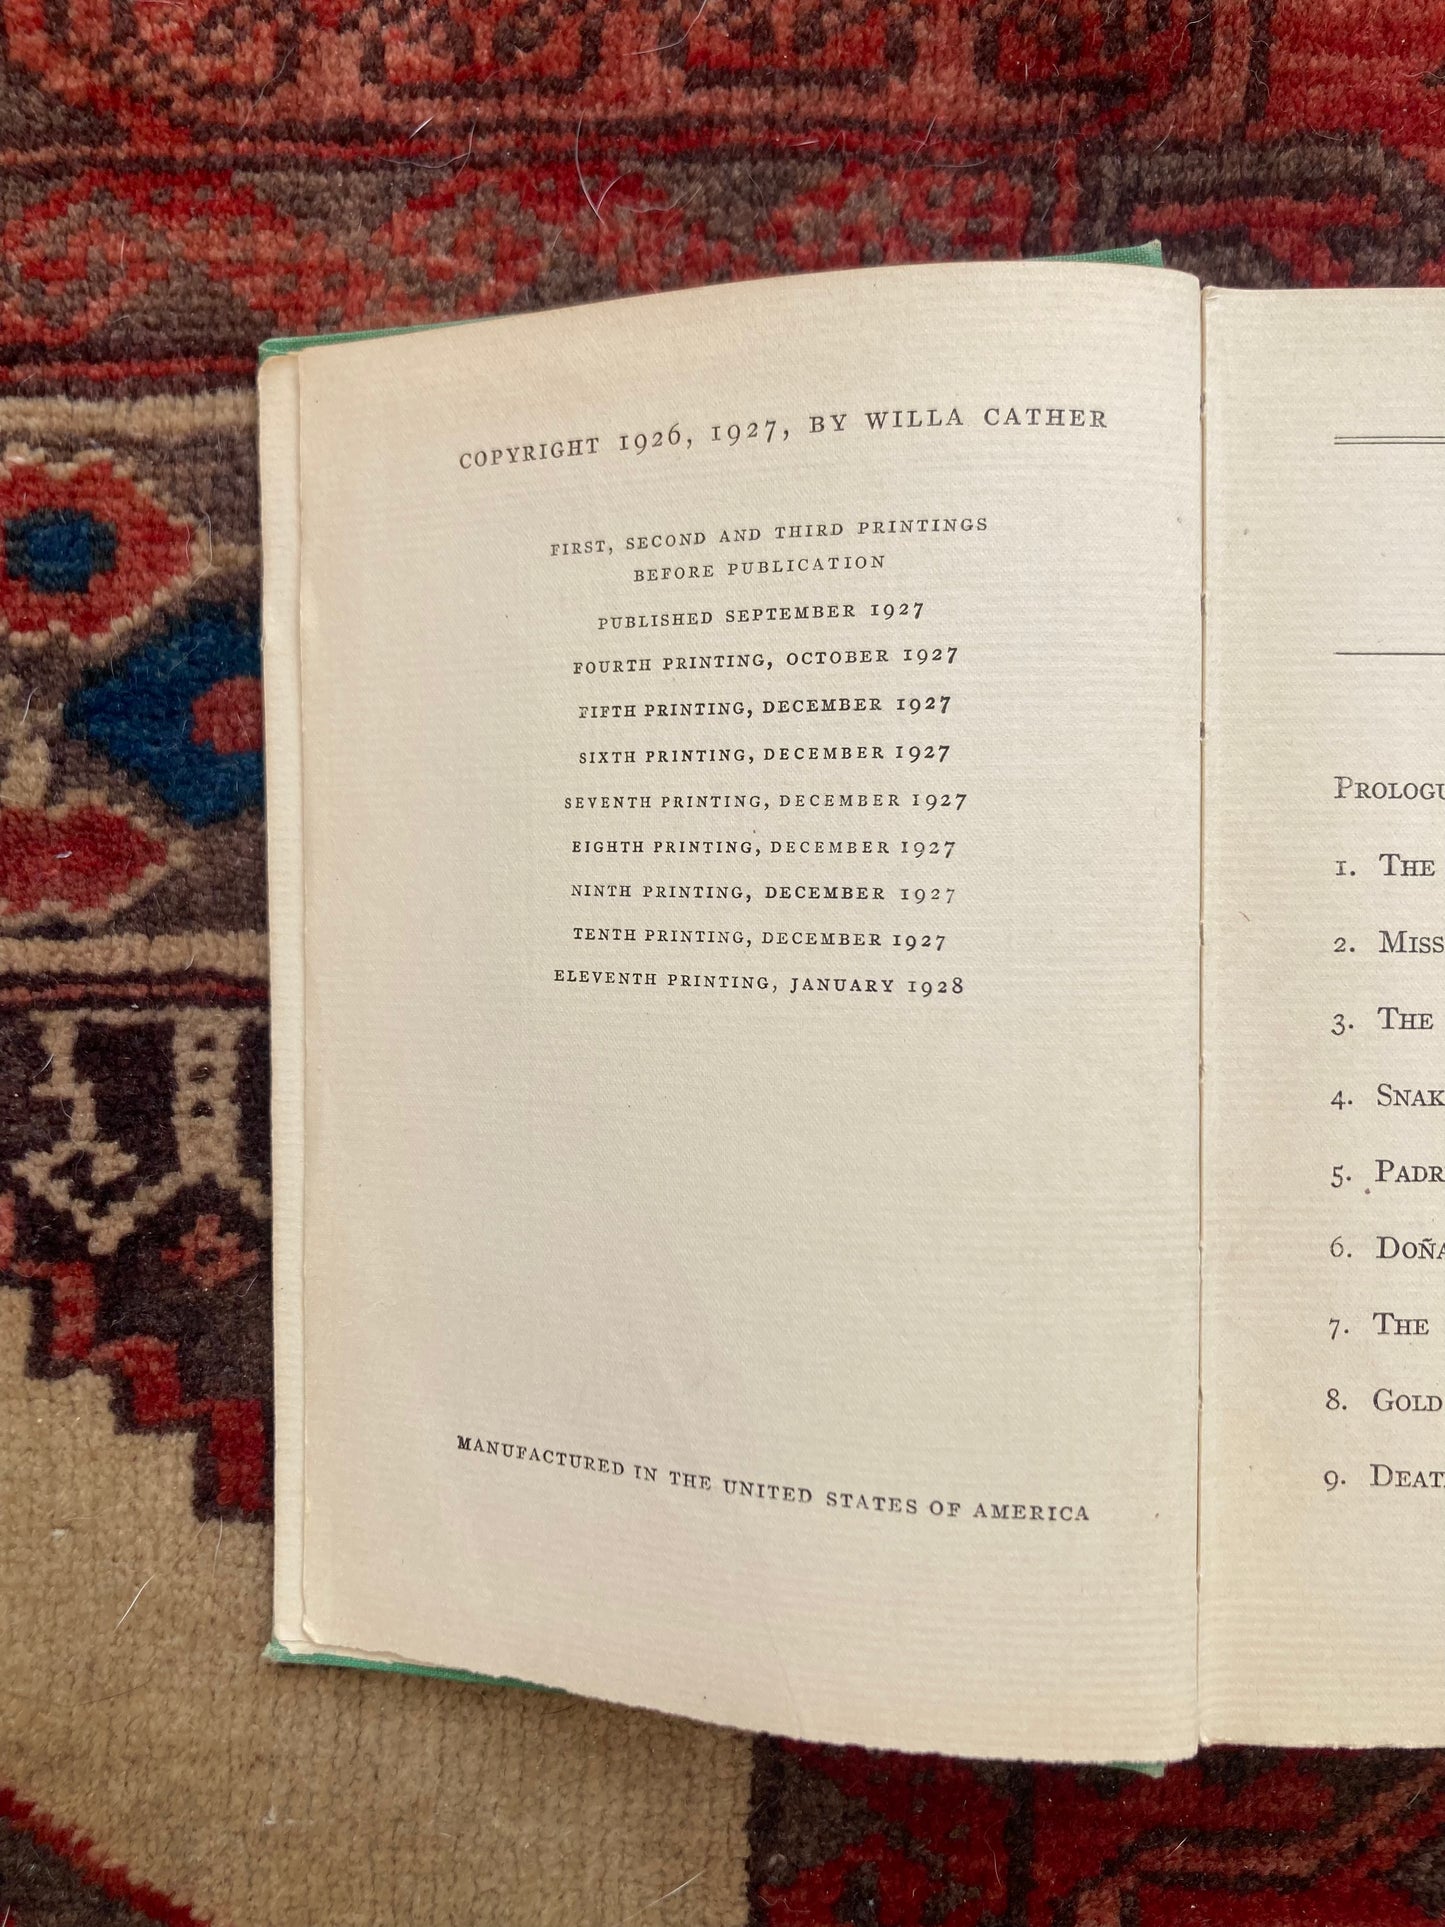 COPYRIGHT 1926, 1927, BY WILLA CATHER
FIRST, SECOND AND THIRD PRINTINGS
BEFORE PUBLICATION
PUBLISHED SEPTEMBER 1927
FOURTH PRINTING, OCTOBER 1927
FIFTH PRINTING, DECEMBER 1927
SIXTH PRINTING, DECEMBER 1927
SEVENTH PRINTING, DECEMBER 1927
EIGHTH PRINTING, DECEMBER 1927
NINTH PRINTING, DECEMBER 1927
TENTH PRINTING, DECEMBER 1927
ELEVENTH PRINTING, JANUARY 1928
MANUFACTURED IN THE UNITED STATES OF AMERICA
PROLOGU
1. THE
2. MISS
3. THE
4. SNAK
5. PADR
6. DOÑA
7. THE
8. GOLD
9. DEAT